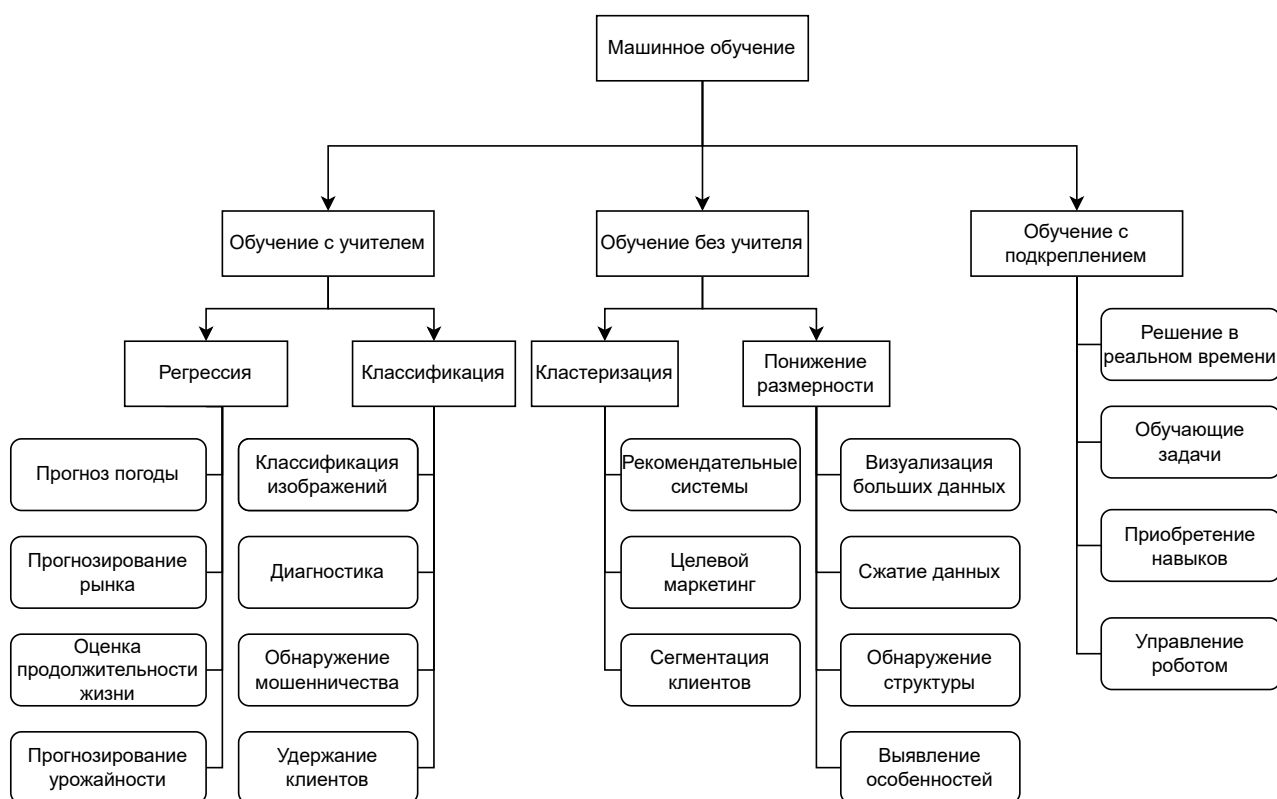 Машинное обучение
Обучение с учителем
Обучение без учителя
Обучение с
подкреплением
Регрессия
Классификация
Кластеризация
Понижение
размерности
Решение в
реальном времени
Обучающие
задачи
Приобретение
навыков
Управление
роботом
Прогноз погоды
Прогнозирование
рынка
Оценка
продолжительности
жизни
Прогнозирование
урожайности
Классификация
изображений
Диагностика
Обнаружение
мошенничества
Удержание
клиентов
Рекомендательные
системы
Целевой
маркетинг
Сегментация
клиентов
Визуализация
больших данных
Сжатие данных
Обнаружение
структуры
Выявление
особенностей